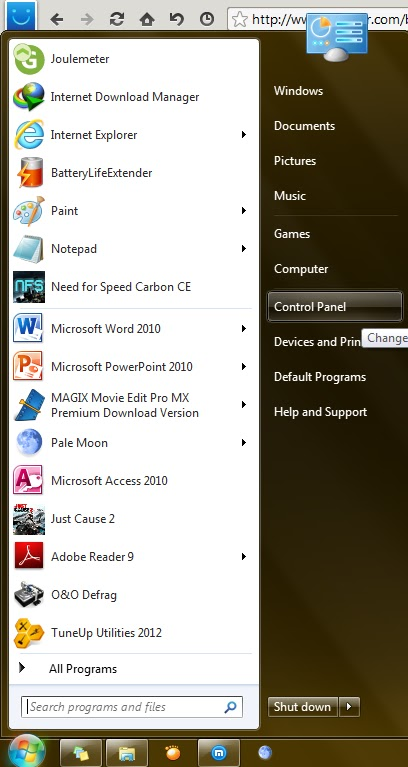 http://www. r.com/b
Joulemeter
Internet Download Manager
Internet Explorer
BatteryLifeExtender
Paint
Notepad
NFS
Need for Speed Carbon CE
Microsoft Word 2010
Microsoft PowerPoint 2010
MAGIX Movie Edit Pro MX
Premium Download Version
Pale Moon
Microsoft Access 2010
Just Cause 2
Adobe Reader 9
O&O Defrag
TuneUp Utilities 2012
All Programs
Search programs and files
Windows
Documents
Pictures
Music
Games
Computer
Control Panel
Change
Devices and Prin
Default Programs
Help and Support
Shut down